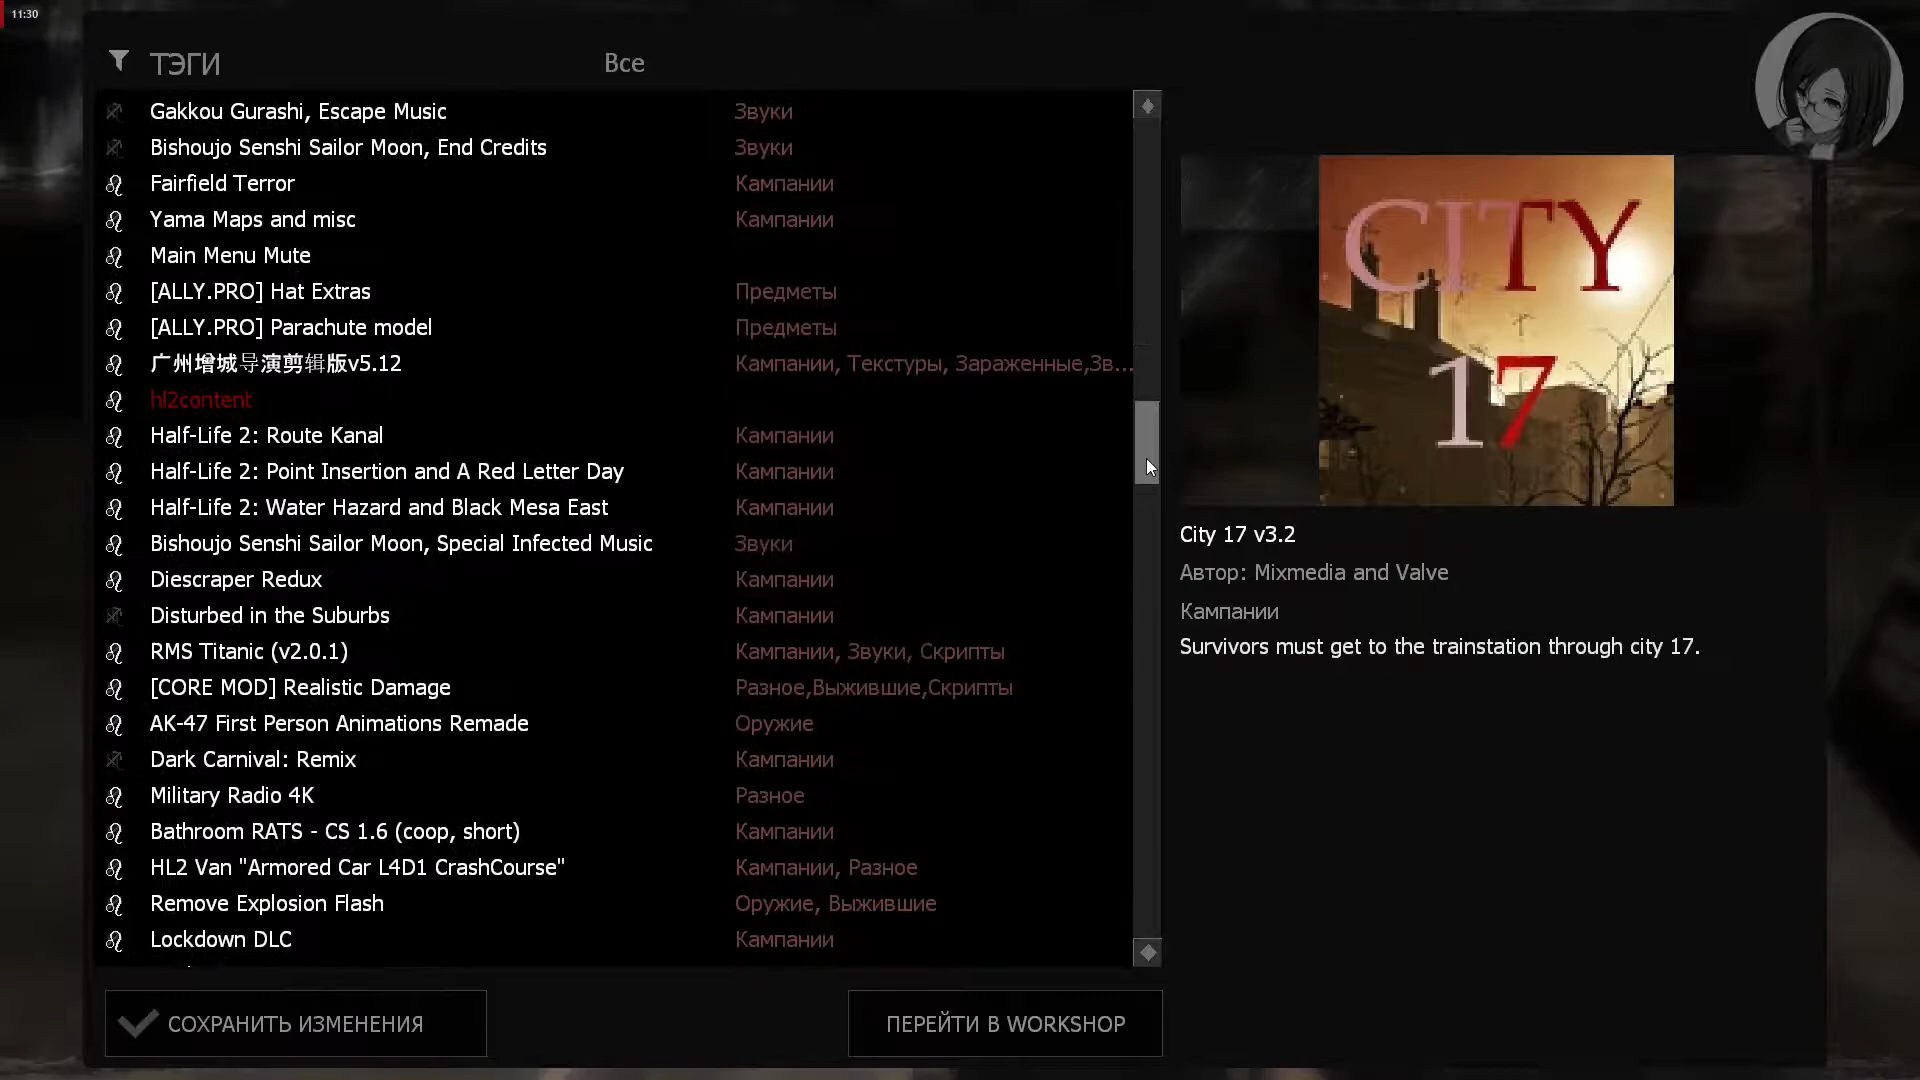 11:30
ТЭГИ Все
Gakkou Gurashi, Escape Music Звуки
Bishoujo Senshi Sailor Moon, End Credits Звуки
Fairfield Terror Кампании
Yama Maps and misc Кампании
Main Menu Mute
[ALLY.PRO] Hat Extras Предметы
[ALLY.PRO] Parachute model Предметы
广州增城导演剪辑版v5.12 Кампании, Текстуры, Зараженные,Зв...
hl2content
Half-Life 2: Route Kanal Кампании
Half-Life 2: Point Insertion and A Red Letter Day Кампании
Half-Life 2: Water Hazard and Black Mesa East Кампании
Bishoujo Senshi Sailor Moon, Special Infected Music Звуки
Diescraper Redux Кампании
Disturbed in the Suburbs Кампании
RMS Titanic (v2.0.1) Кампании, Звуки, Скрипты
[CORE MOD] Realistic Damage Разное,Выжившие,Скрипты
AK-47 First Person Animations Remade Оружие
Dark Carnival: Remix Кампании
Military Radio 4K Разное
Bathroom RATS - CS 1.6 (coop, short) Кампании
HL2 Van "Armored Car L4D1 CrashCourse" Кампании, Разное
Remove Explosion Flash Оружие, Выжившие
Lockdown DLC Кампании
СОХРАНИТЬ ИЗМЕНЕНИЯ
ПЕРЕЙТИ В WORKSHOP
CITY
17
City 17 v3.2
Автор: Mixmedia and Valve
Кампании
Survivors must get to the trainstation through city 17.